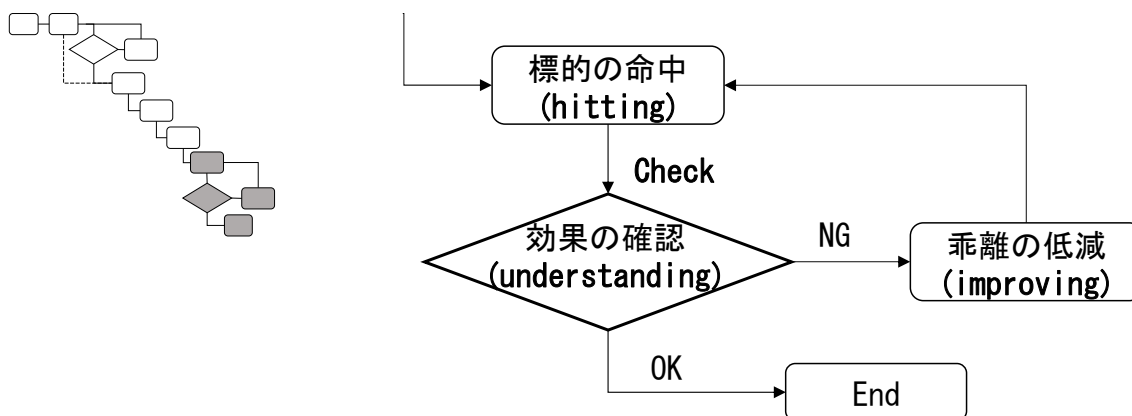 標的の命中
(hitting)
Check
効果の確認
(understanding)
NG
乖離の低減
(improving)
OK
End